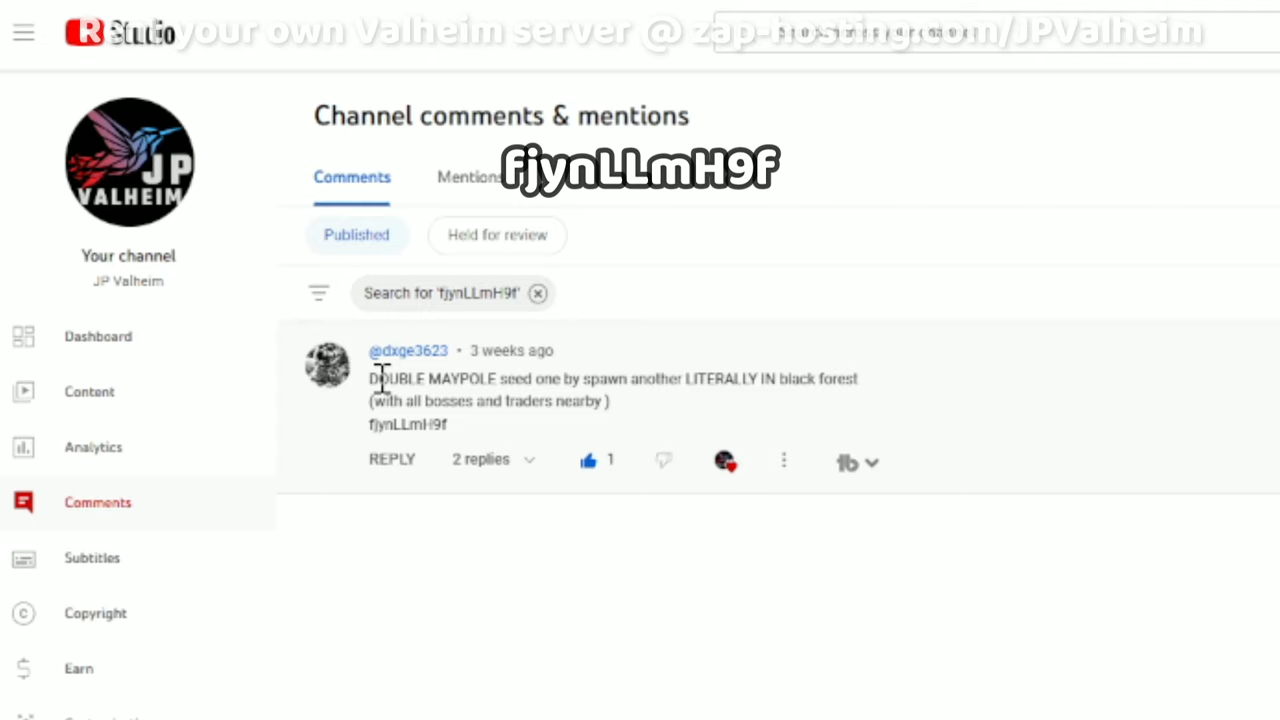 Rent your own Valheim server @ zap-hosting.com/JPValheim
Studio
JP
VALHEIM
Your channel
JP Valheim
Dashboard
Content
Analytics
Comments
Subtitles
Copyright
Earn
Channel comments & mentions
fjynLLmH9f
Comments
Mentions
Published
Held for review
Search for 'fjynLLmH9f'
@dxge3623 • 3 weeks ago
DOUBLE MAYPOLE seed one by spawn another LITERALLY IN black forest
(with all bosses and traders nearby )
fjynLLmH9f
REPLY 2 replies 1